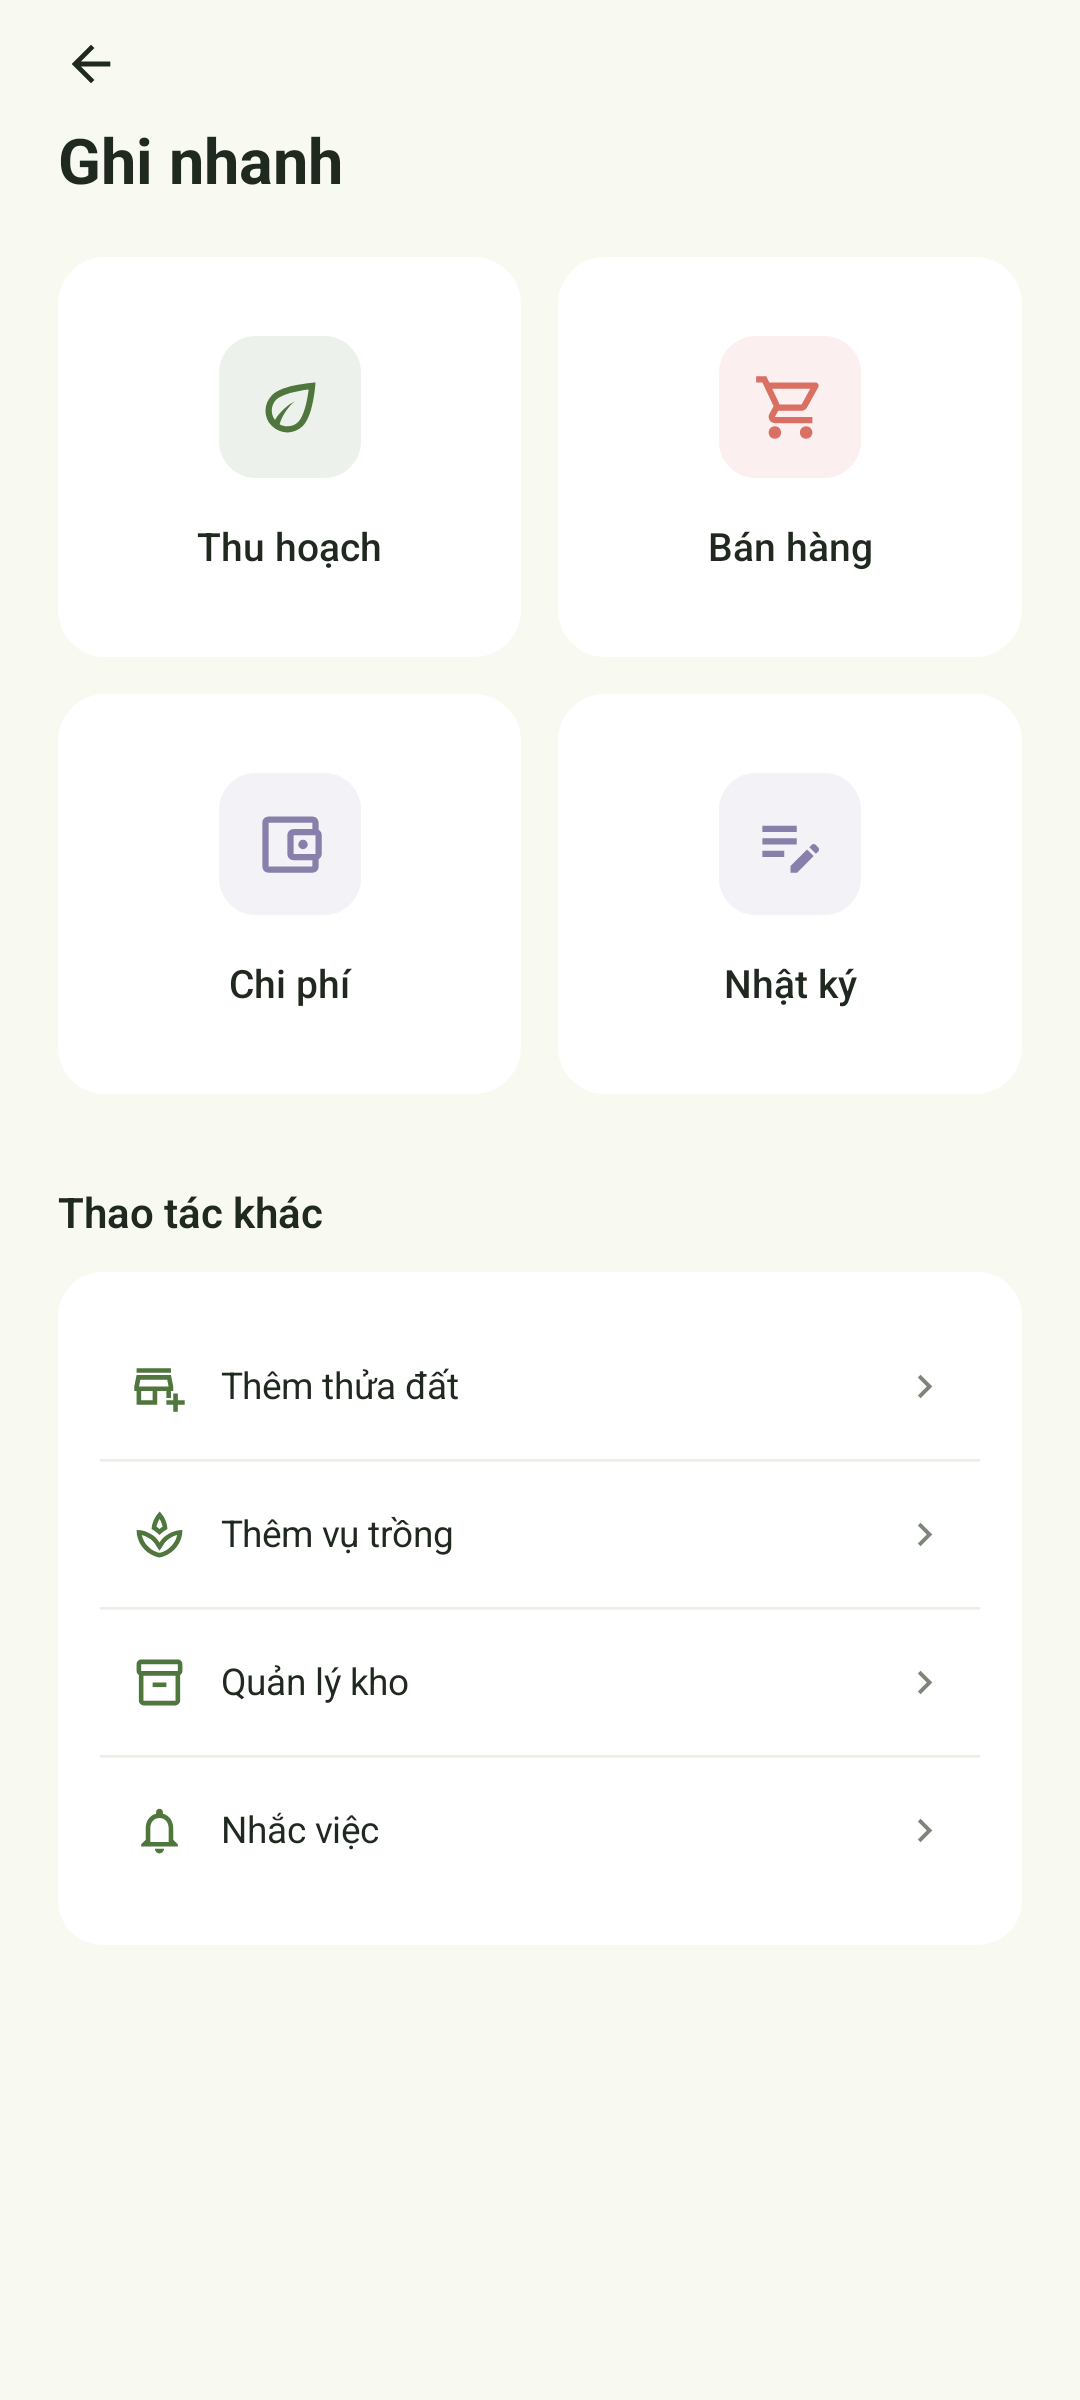 Ghi nhanh
Thu hoạch
Bán hàng
Chi phí
Nhật ký
Thao tác khác
Thêm thửa đất
Thêm vụ trồng
Quản lý kho
Nhắc việc